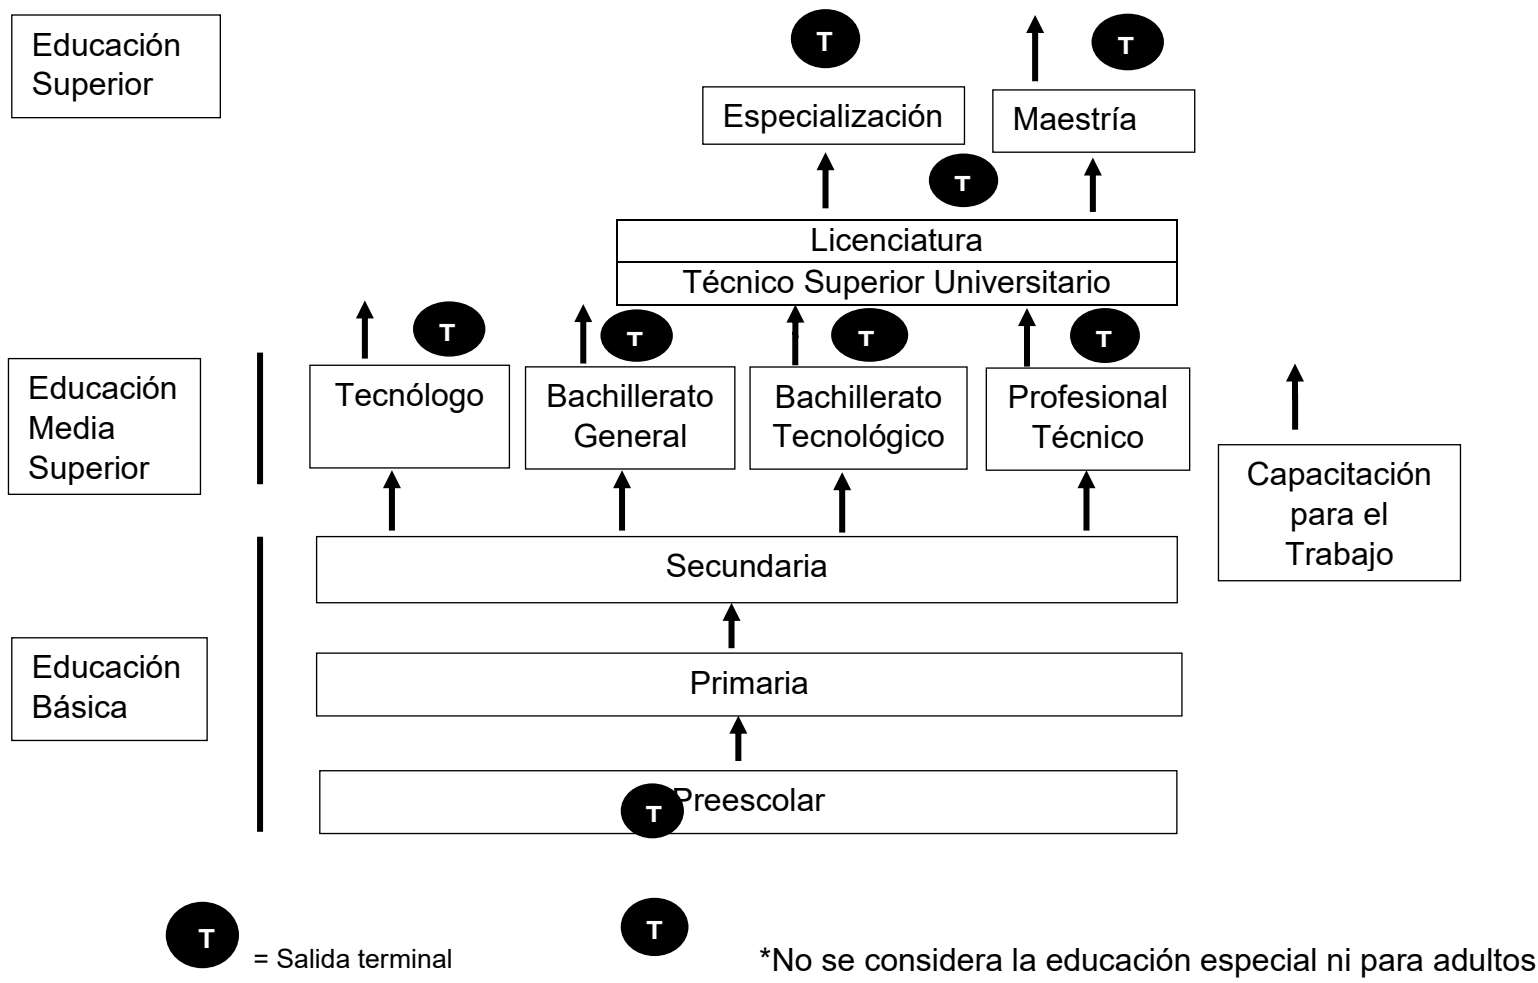 Educación
Superior
T
T
Especialización
Maestría
T
Licenciatura
Técnico Superior Universitario
T
T
T
T
Educación
Media
Superior
Tecnólogo
Bachillerato
General
Bachillerato
Tecnológico
Profesional
Técnico
Capacitación
para el
Trabajo
Secundaria
Educación
Básica
Primaria
T
Preescolar
T
= Salida terminal
T
*No se considera la educación especial ni para adultos